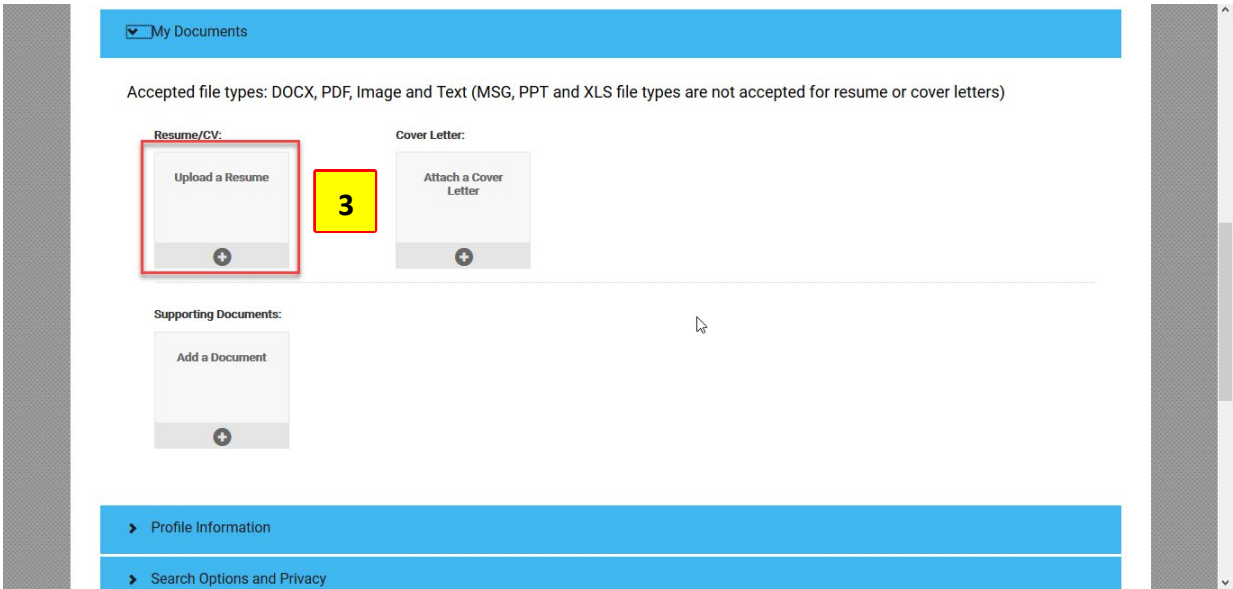 My Documents
Accepted file types: DOCX, PDF, Image and Text (MSG, PPT and XLS file types are not accepted for resume or cover letters)
Resume/CV:
Cover Letter:
Upload a Resume
3
Attach a Cover
Letter
Supporting Documents:
Add a Document
Profile Information
Search Options and Privacy